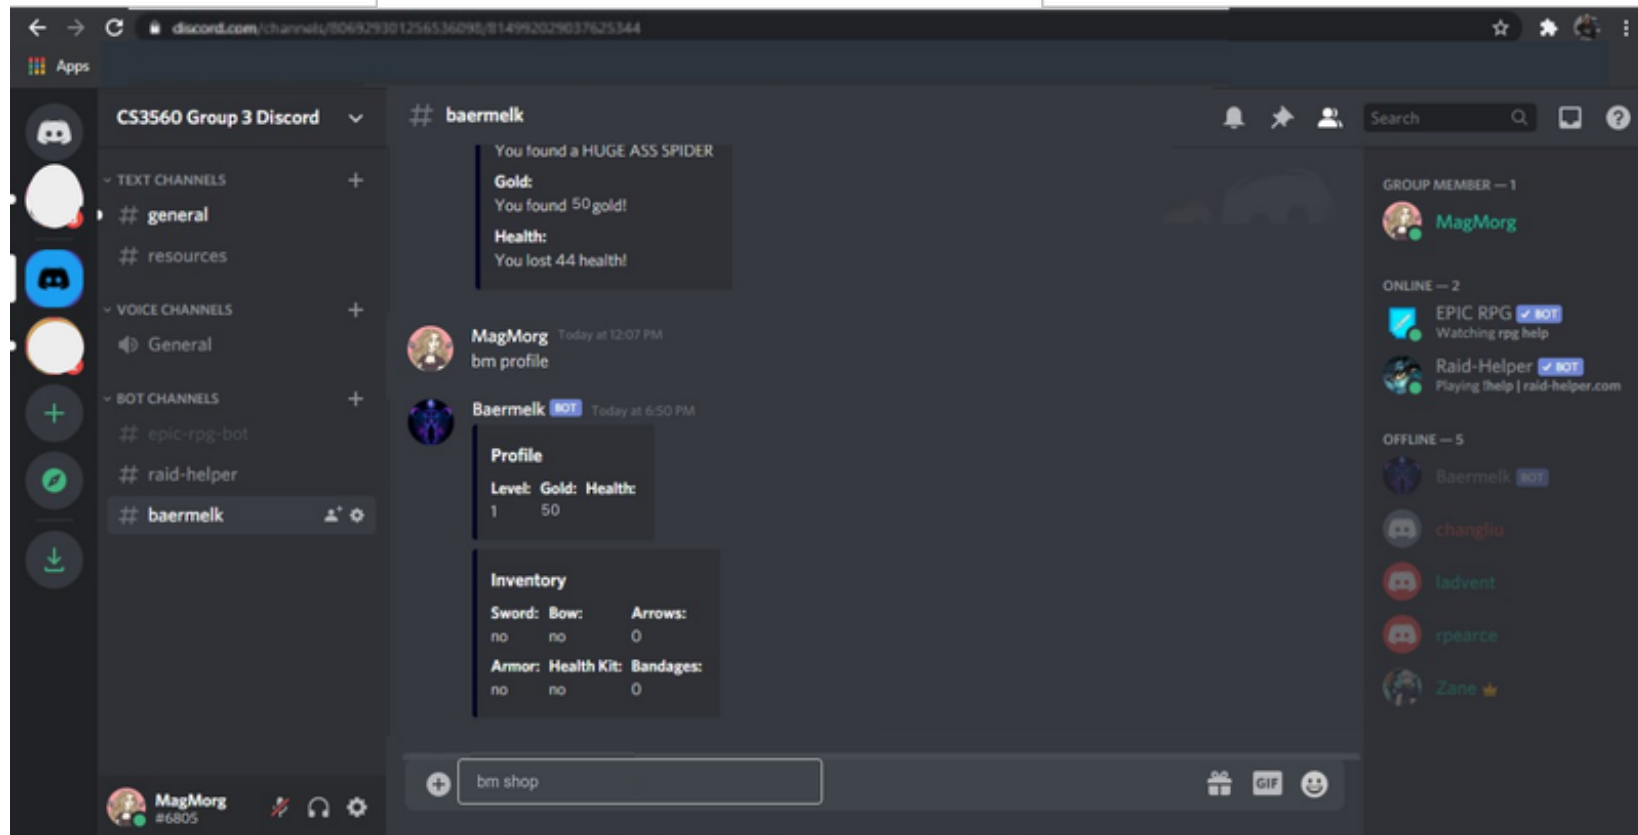 discord.com/channels/806929301256536098/814992029037625344
Apps
CS3560 Group 3 Discord
TEXT CHANNELS
general
resources
VOICE CHANNELS
General
BOT CHANNELS
epic-rpg-bot
raid-helper
baermelk
MagMorg
#6805
baermelk
You found a HUGE ASS SPIDER
Gold:
You found 50 gold!
Health:
You lost 44 health!
MagMorg Today at 12:07 PM
bm profile
Baermelk BOT Today at 6:50 PM
Profile
Level: Gold: Health:
1 50
Inventory
Sword: Bow: Arrows:
no no 0
Armor: Health Kit: Bandages:
no no 0
bm shop
GIF
Search
GROUP MEMBER — 1
MagMorg
ONLINE — 2
EPIC RPG BOT
Watching rpg help
Raid-Helper BOT
Playing !help | raid-helper.com
OFFLINE — 5
Baermelk BOT
changliu
ladvent
rpearce
Zane